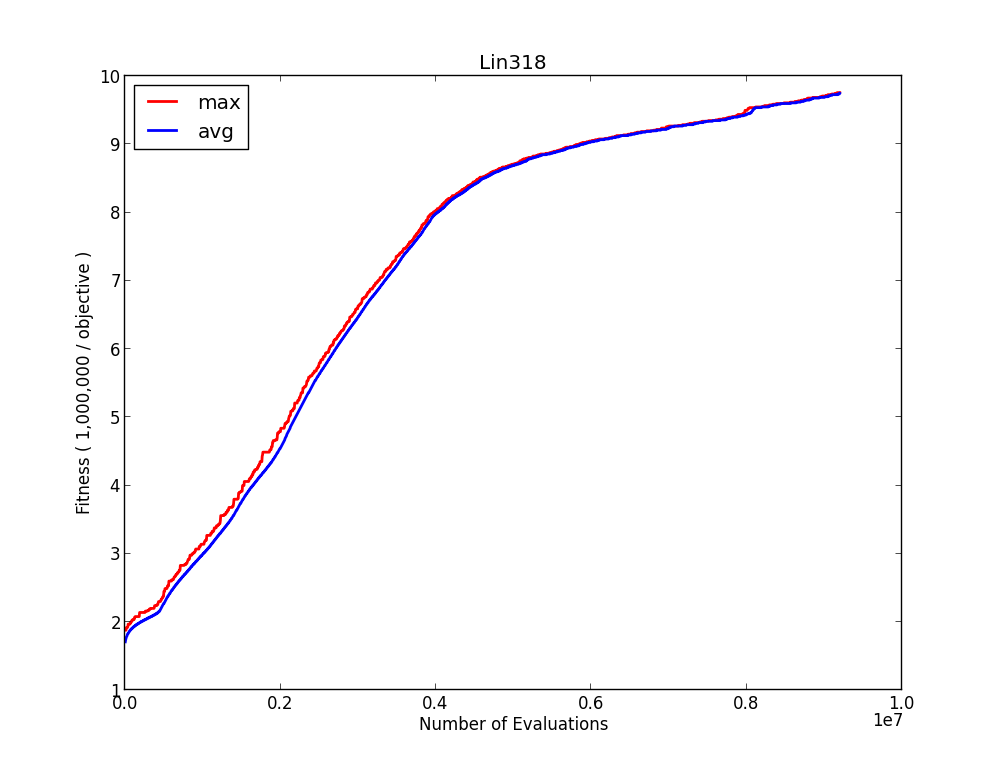 Lin318
max
avg
10
9
8
7
6
5
4
3
2
1
Fitness ( 1,000,000 / objective )
0.0 0.2 0.4 0.6 0.8 1.0
1e7
Number of Evaluations